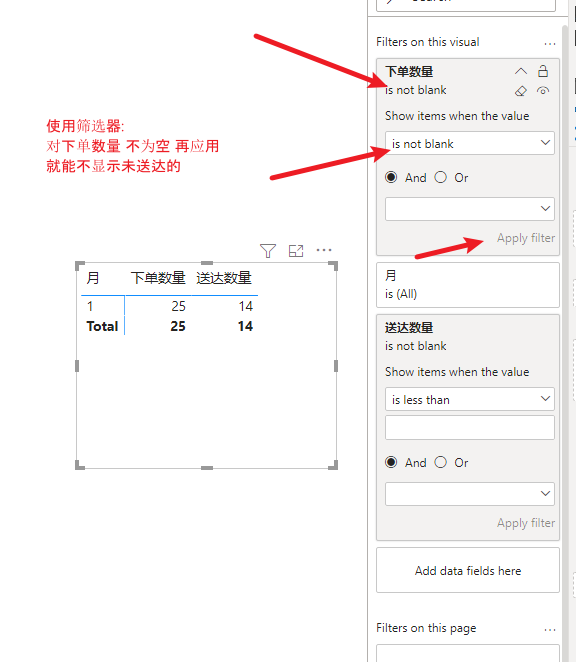 Filters on this visual
下单数量
is not blank
Show items when the value
is not blank
And Or
Apply filter
使用筛选器:
对下单数量 不为空 再应用
就能不显示未送达的
月 下单数量 送达数量
1 25 14
Total 25 14
月
is (All)
送达数量
is not blank
Show items when the value
is less than
And Or
Apply filter
Add data fields here
Filters on this page